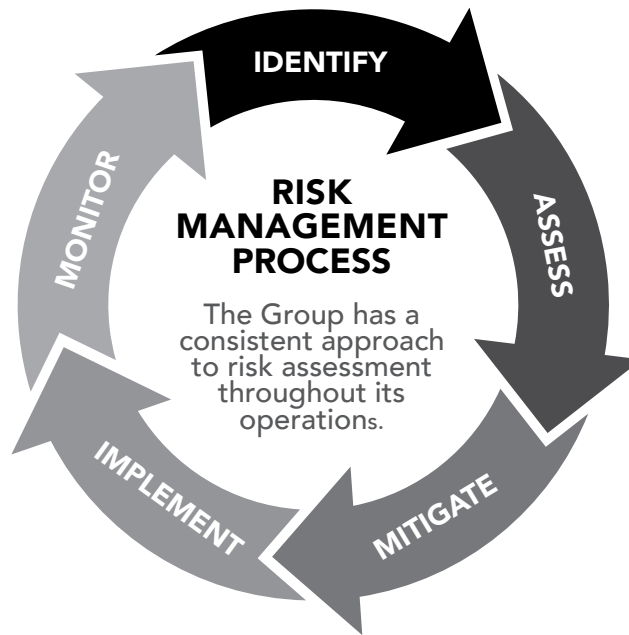 IDENTIFY
ASSESS
MITIGATE
IMPLEMENT
MONITOR
RISK
MANAGEMENT
PROCESS
The Group has a
consistent approach
to risk assessment
throughout its
operations.